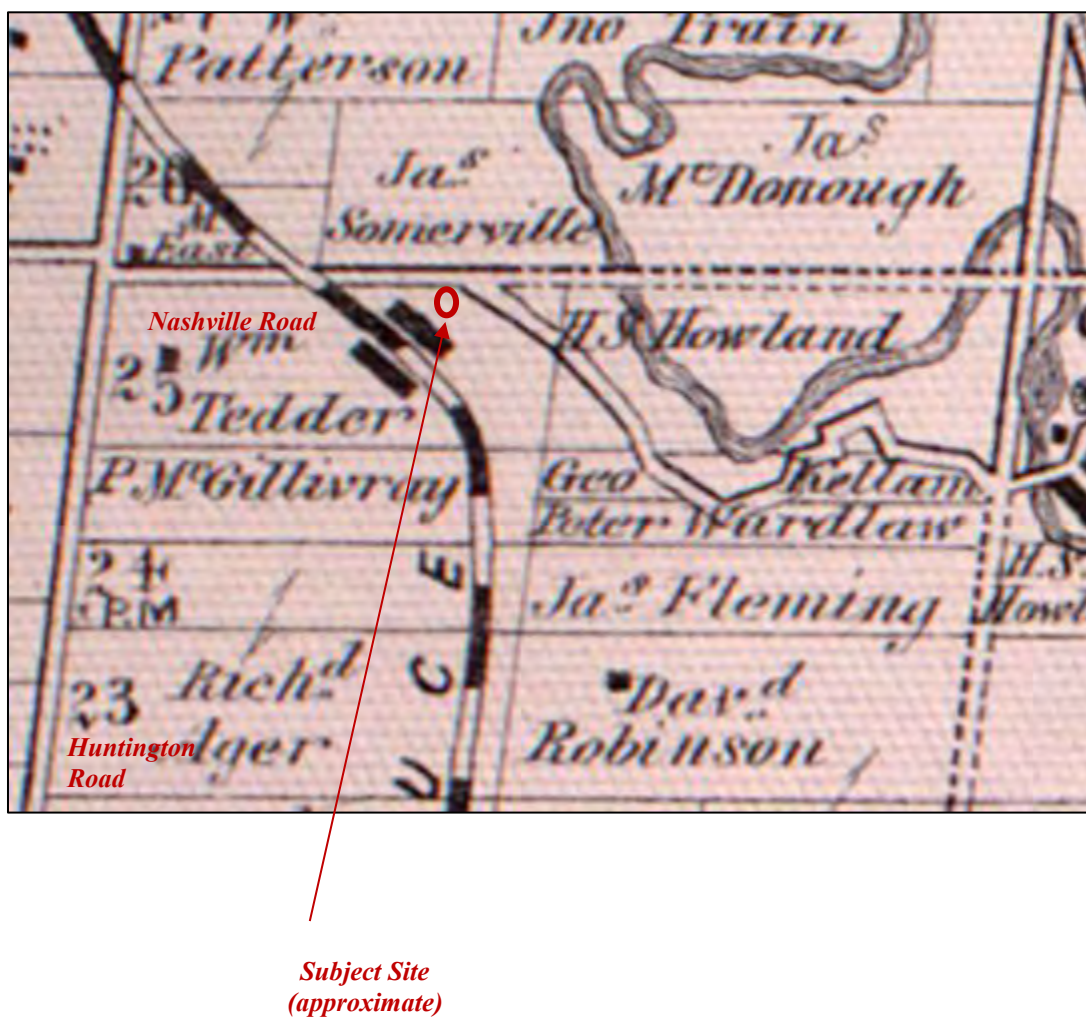 Wm
Jno Train
Patterson
Jas
McDonough
Jas
Somerville
26
M
East
Nashville Road
H.S Howland
Wm
25
Tedder
P. McGillivray
Geo Kellam
Peter Wardlaw
24
P.M
E
Jas Fleming
H.S
C
Richd
23
Davd
Robinson
Huntington
Road
U
Subject Site
(approximate)